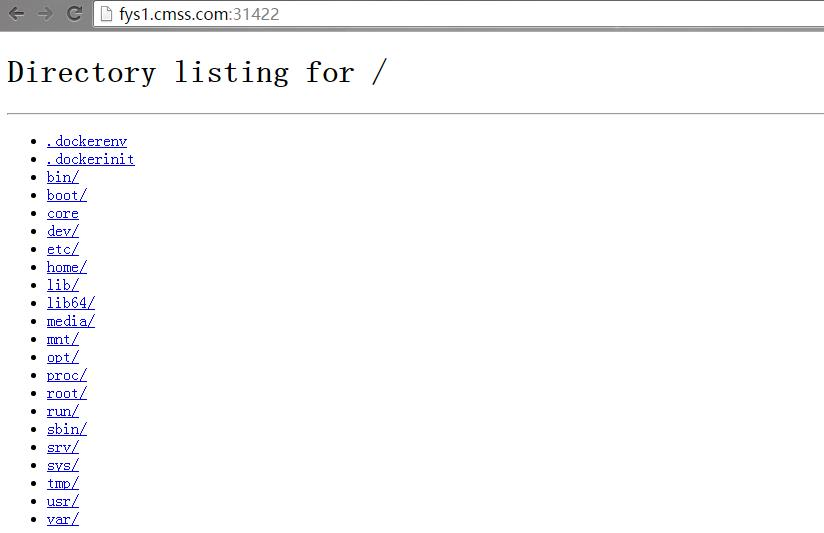 fys1.cmss.com:31422
Directory listing for /
.dockerenv
.dockerinit
bin/
boot/
core
dev/
etc/
home/
lib/
lib64/
media/
mnt/
opt/
proc/
root/
run/
sbin/
srv/
sys/
tmp/
usr/
var/